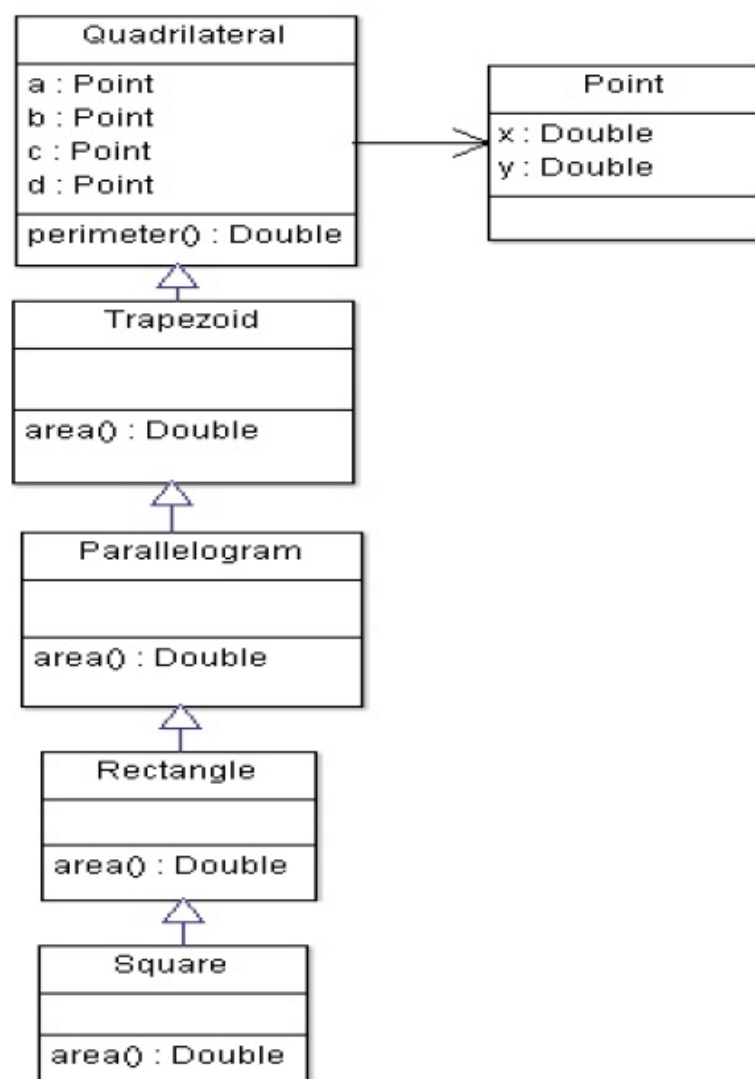 Quadrilateral
a : Point
b : Point
c : Point
d : Point
perimeter() : Double
Point
x : Double
y : Double
Trapezoid
area() : Double
Parallelogram
area() : Double
Rectangle
area() : Double
Square
area() : Double